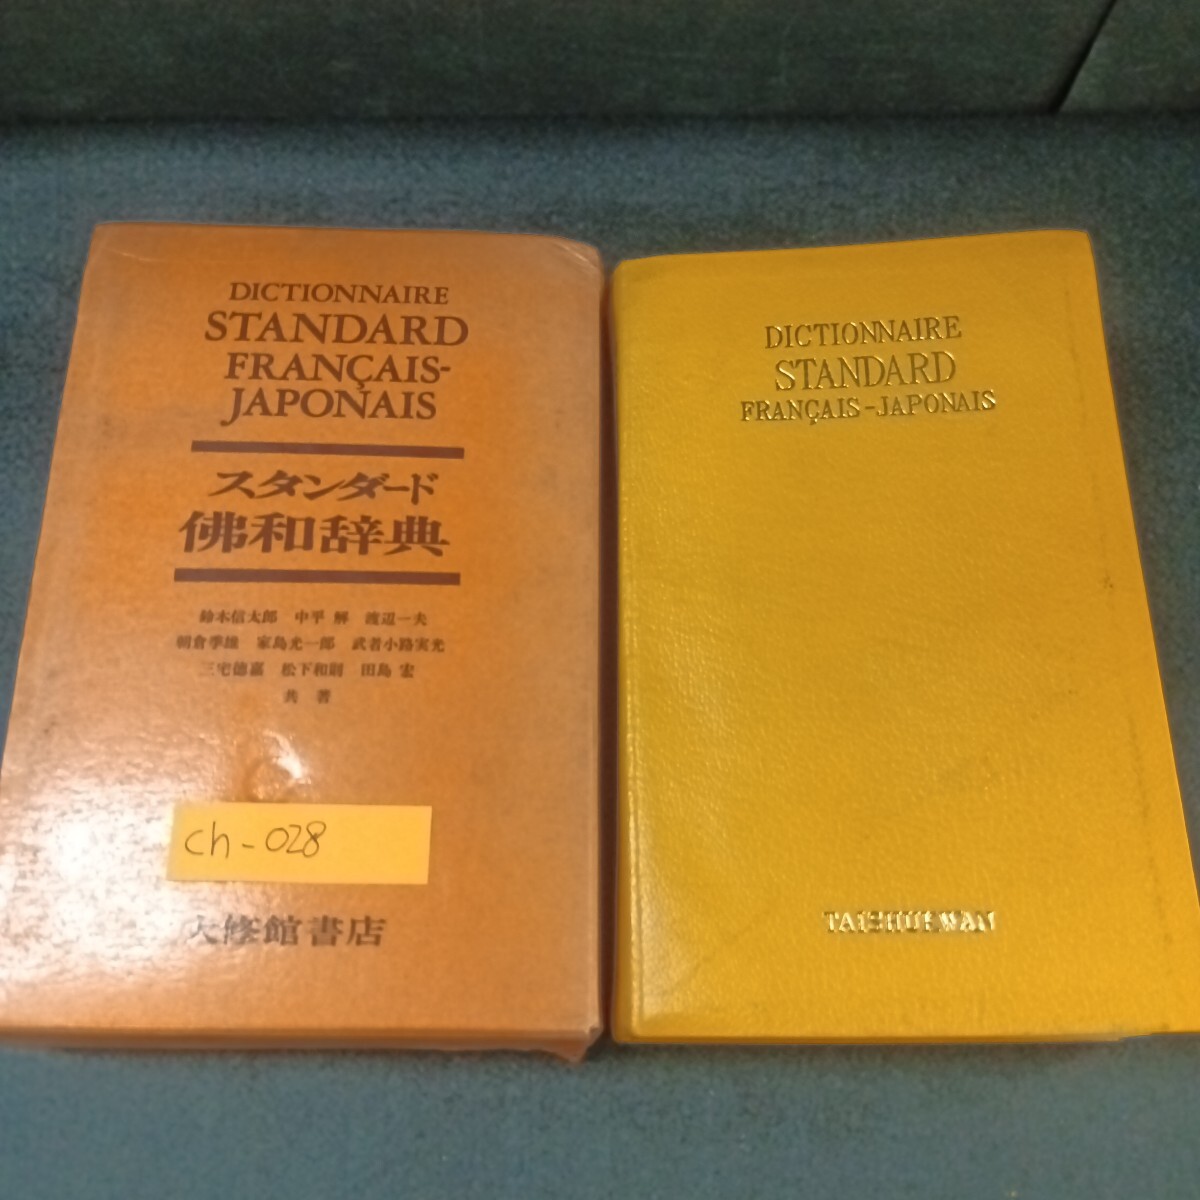 DICTIONNAIRE
STANDARD
FRANÇAIS-
JAPONAIS
スタンダード
佛和辞典
鈴木信太郎 中平 解 渡辺一夫
朝倉季雄 家島光一郎 武者小路実光
三宅徳嘉 松下和則 田島 宏
共 著
ch-028
大修館書店
DICTIONNAIRE
STANDARD
FRANÇAIS-JAPONAIS
TAISHUKWAN